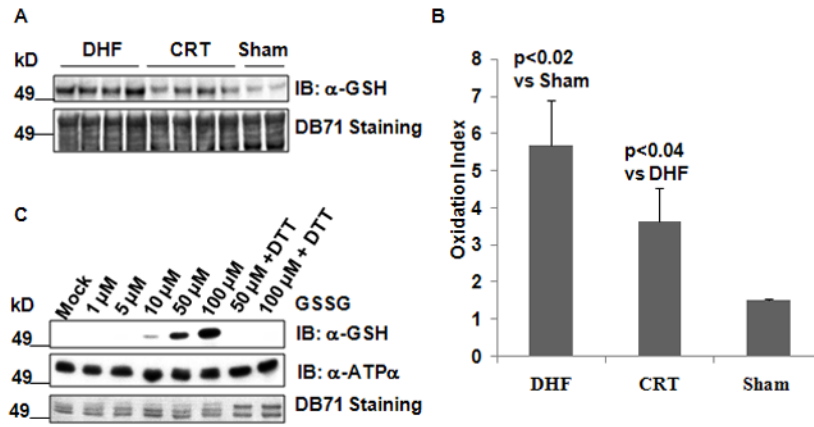 A
DHF CRT Sham
kD
49
IB: α-GSH
49
DB71 Staining
B
Oxidation Index
8
7
6
5
4
3
2
1
0
p<0.02
vs Sham
p<0.04
vs DHF
DHF CRT Sham
C
Mock
1 µM
5 µM
10 µM
50 µM
100 µM
50 µM +DTT
100 µM + DTT
GSSG
kD
49
IB: α-GSH
IB: α-ATPα
49
DB71 Staining